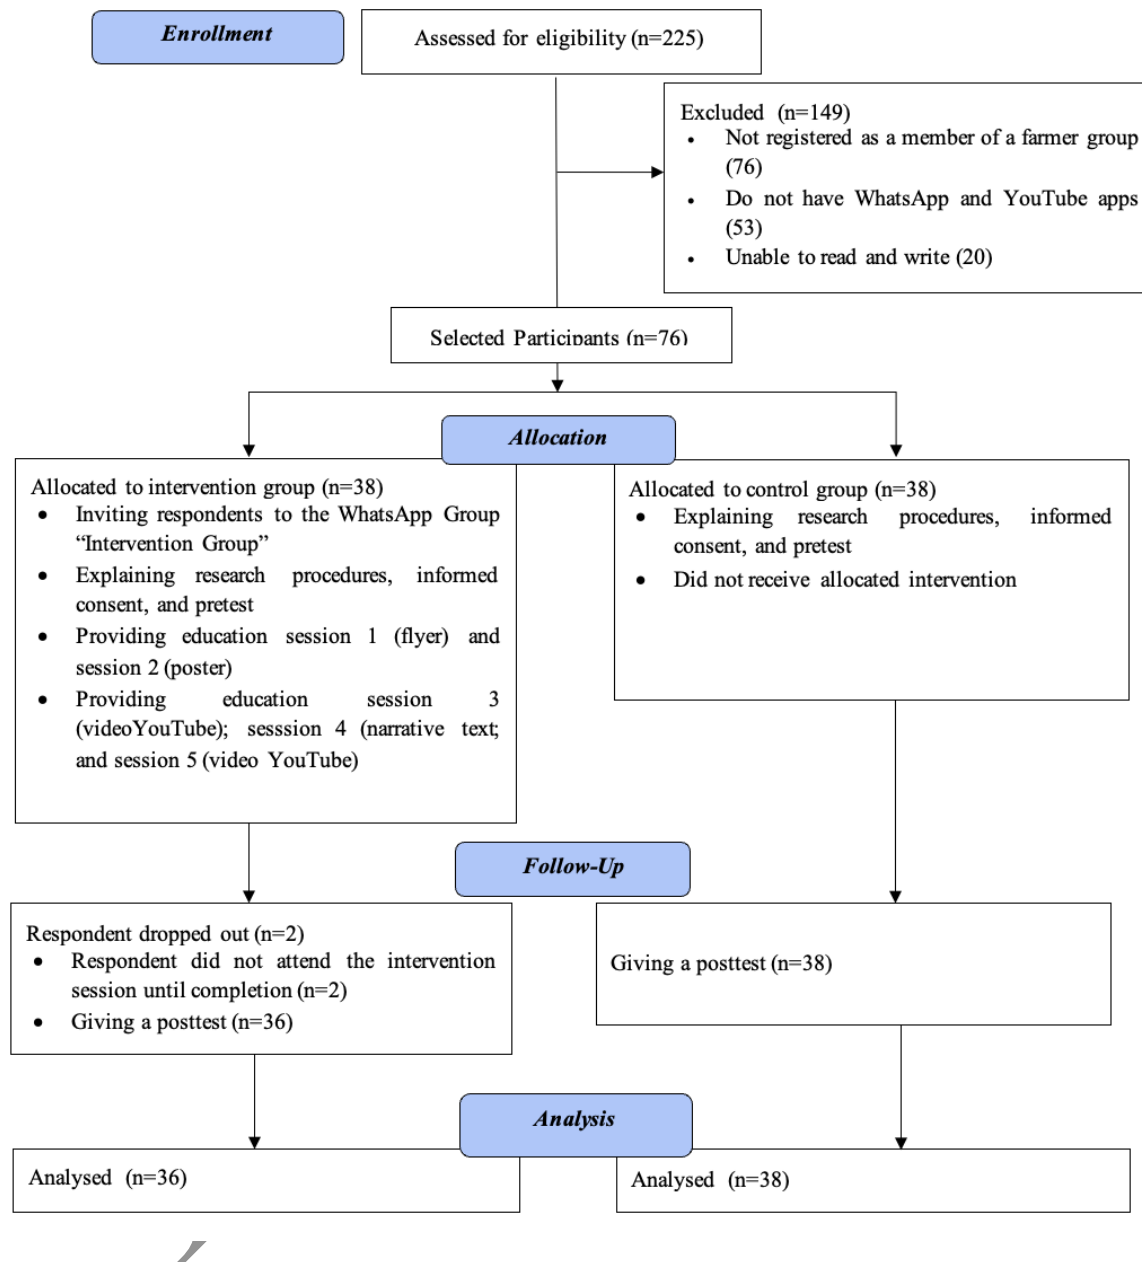 Enrollment
Assessed for eligibility (n=225)
Excluded (n=149)
• Not registered as a member of a farmer group
(76)
• Do not have WhatsApp and YouTube apps
(53)
• Unable to read and write (20)
Selected Participants (n=76)
Allocation
Allocated to intervention group (n=38)
• Inviting respondents to the WhatsApp Group
“Intervention Group”
• Explaining research procedures, informed
consent, and pretest
• Providing education session 1 (flyer) and
session 2 (poster)
• Providing education session 3
(videoYouTube); sesssion 4 (narrative text;
and session 5 (video YouTube)
Allocated to control group (n=38)
• Explaining research procedures, informed
consent, and pretest
• Did not receive allocated intervention
Follow-Up
Respondent dropped out (n=2)
• Respondent did not attend the intervention
session until completion (n=2)
• Giving a posttest (n=36)
Giving a posttest (n=38)
Analysis
Analysed (n=36)
Analysed (n=38)